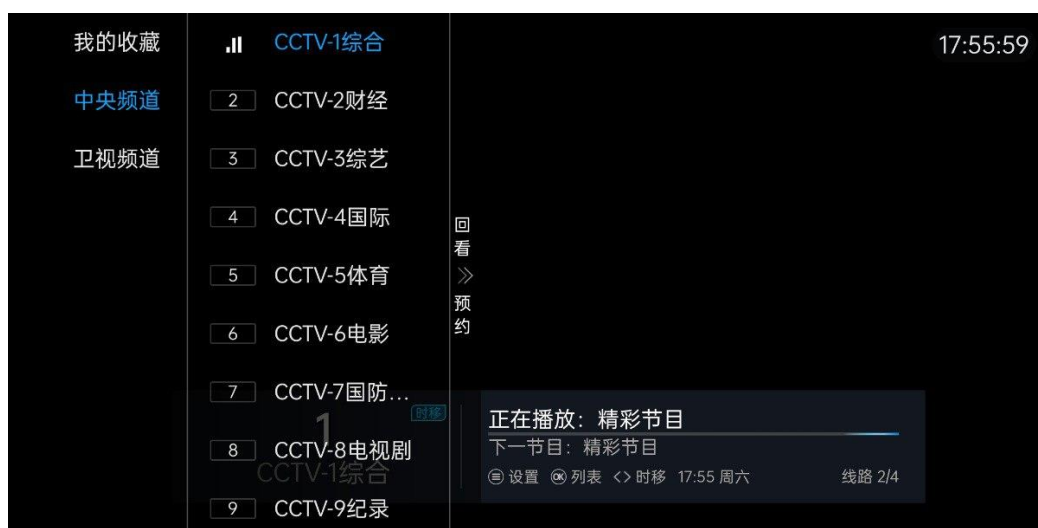 我的收藏
中央频道
卫视频道
CCTV-1综合
2 CCTV-2财经
3 CCTV-3综艺
4 CCTV-4国际
5 CCTV-5体育
6 CCTV-6电影
7 CCTV-7国防...
8 CCTV-8电视剧
9 CCTV-9纪录
回看
预约
17:55:59
1
时移
CCTV-1综合
正在播放：精彩节目
下一节目：精彩节目
设置 OK 列表 <> 时移 17:55 周六 线路 2/4